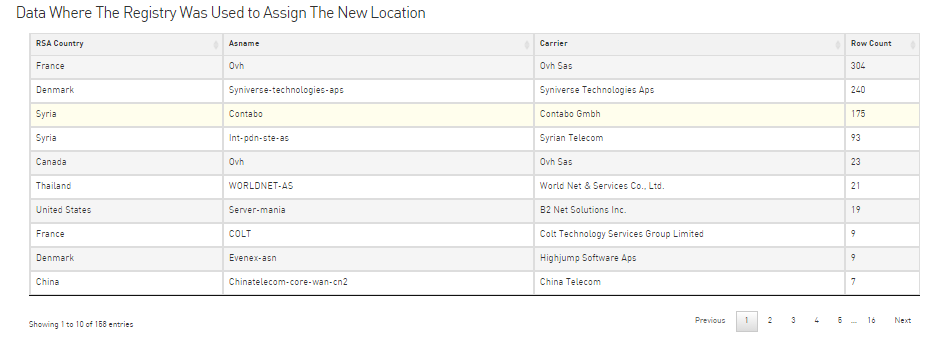 Data Where The Registry Was Used to Assign The New Location
RSA Country Asname Carrier Row Count
France Ovh Ovh Sas 304
Denmark Syniverse-technologies-aps Syniverse Technologies Aps 240
Syria Contabo Contabo Gmbh 175
Syria Int-pdn-ste-as Syrian Telecom 93
Canada Ovh Ovh Sas 23
Thailand WORLDNET-AS World Net & Services Co., Ltd. 21
United States Server-mania B2 Net Solutions Inc. 19
France COLT Colt Technology Services Group Limited 9
Denmark Evenex-asn Highjump Software Aps 9
China Chinatelecom-core-wan-cn2 China Telecom 7
Showing 1 to 10 of 158 entries Previous 1 2 3 4 5 … 16 Next